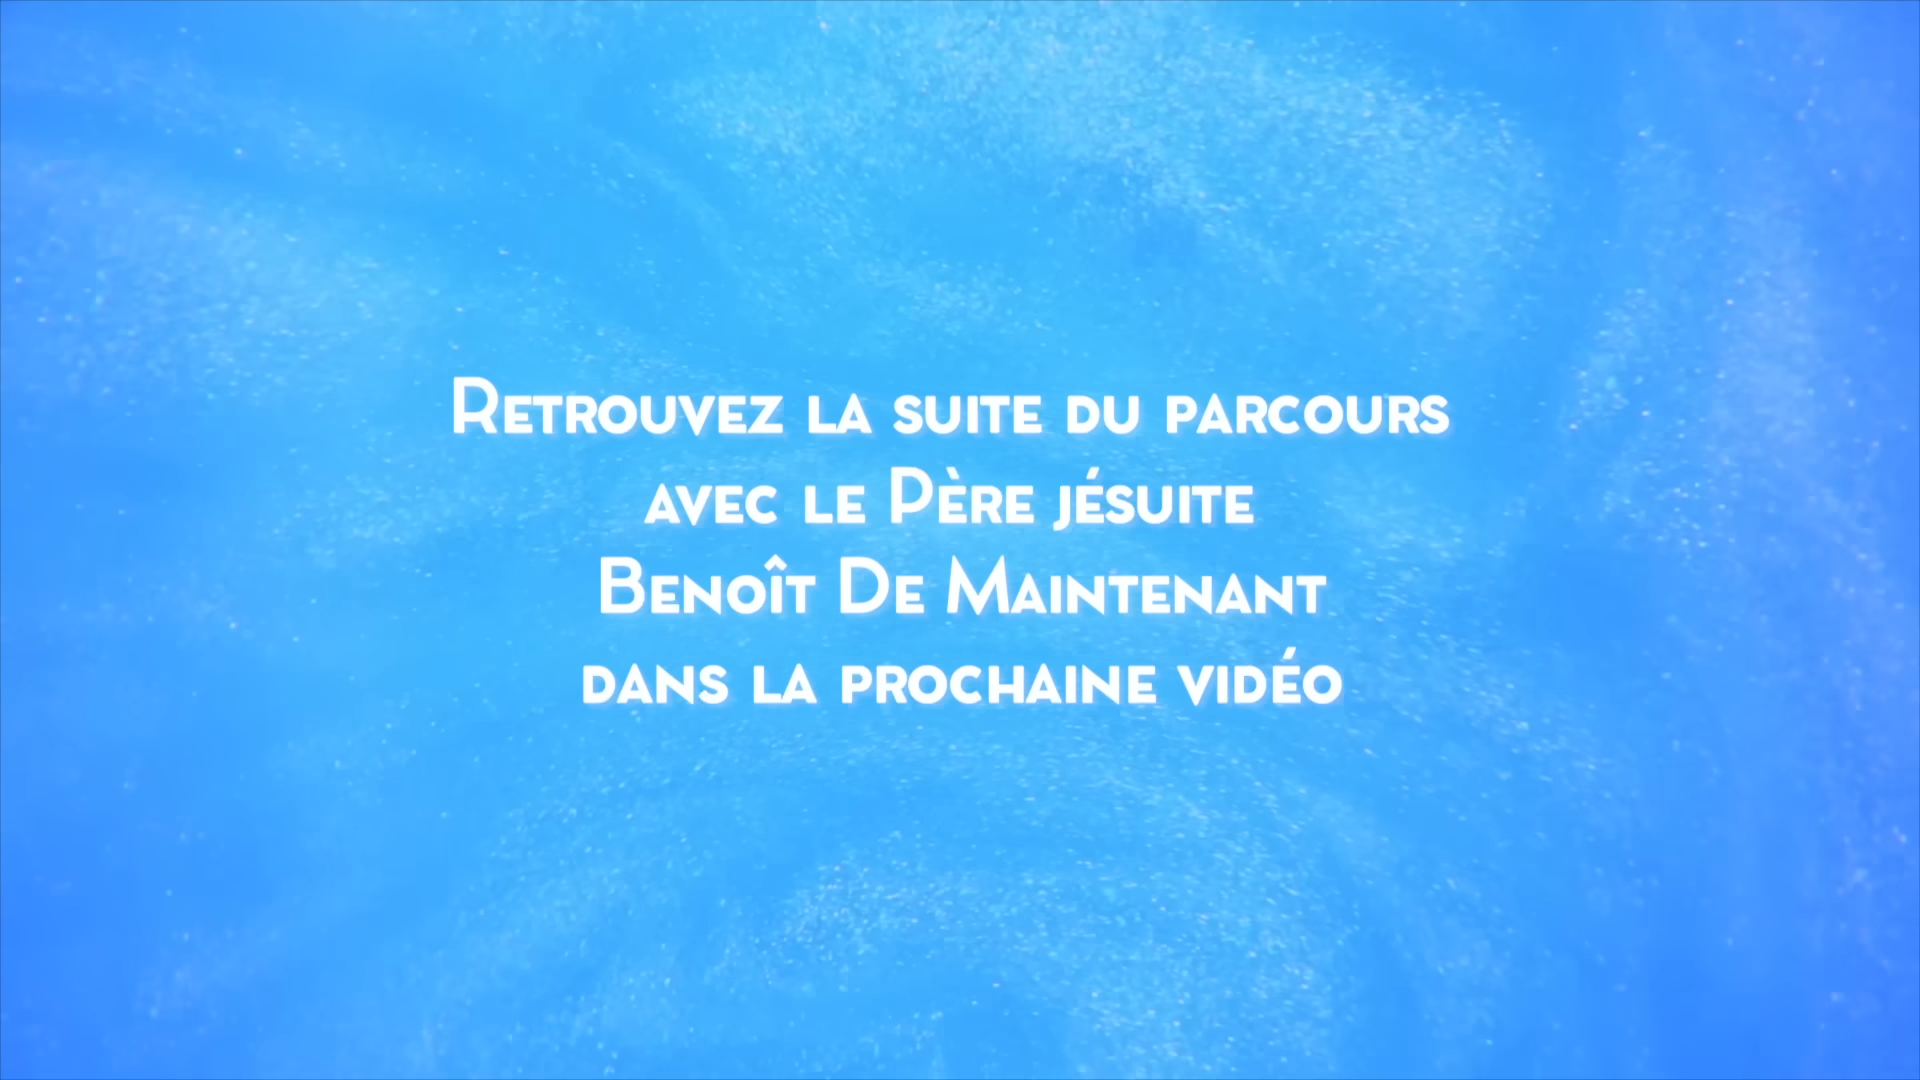 Retrouvez la suite du parcours
avec le Père jésuite
Benoît De Maintenant
dans la prochaine vidéo